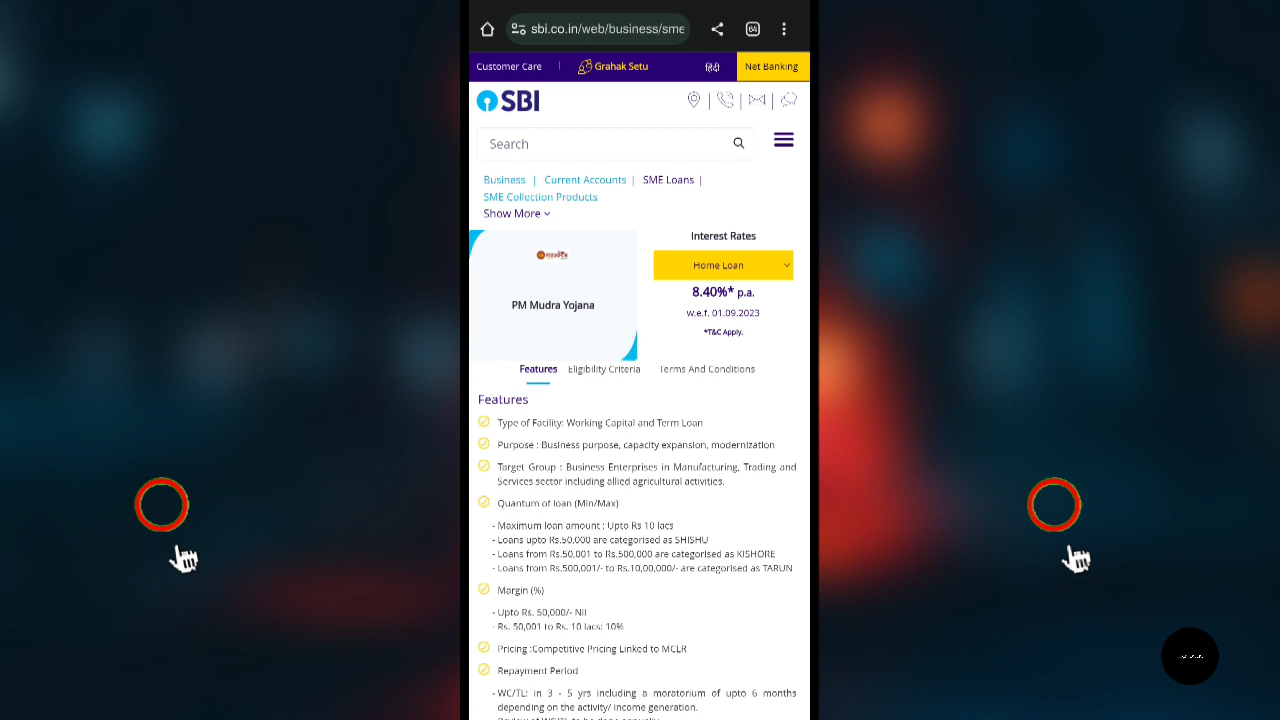 sbi.co.in/web/business/sme
64
Customer Care | Grahak Setu हिंदी Net Banking
SBI
Search
Business | Current Accounts | SME Loans |
SME Collection Products
Show More
PM Mudra Yojana
Interest Rates
Home Loan
8.40%* p.a.
w.e.f. 01.09.2023
*T&C Apply.
Features Eligibility Criteria Terms And Conditions
Features
Type of Facility: Working Capital and Term Loan
Purpose : Business purpose, capacity expansion, modernization
Target Group : Business Enterprises in Manufacturing, Trading and
Services sector including allied agricultural activities.
Quantum of loan (Min/Max)
- Maximum loan amount : Upto Rs 10 lacs
- Loans upto Rs.50,000 are categorised as SHISHU
- Loans from Rs.50,001 to Rs.500,000 are categorised as KISHORE
- Loans from Rs.500,001/- to Rs.10,00,000/- are categorised as TARUN
Margin (%)
- Upto Rs. 50,000/- Nil
- Rs. 50,001 to Rs. 10 lacs: 10%
Pricing :Competitive Pricing Linked to MCLR
Repayment Period
- WC/TL: in 3 - 5 yrs including a moratorium of upto 6 months
depending on the activity/ income generation.